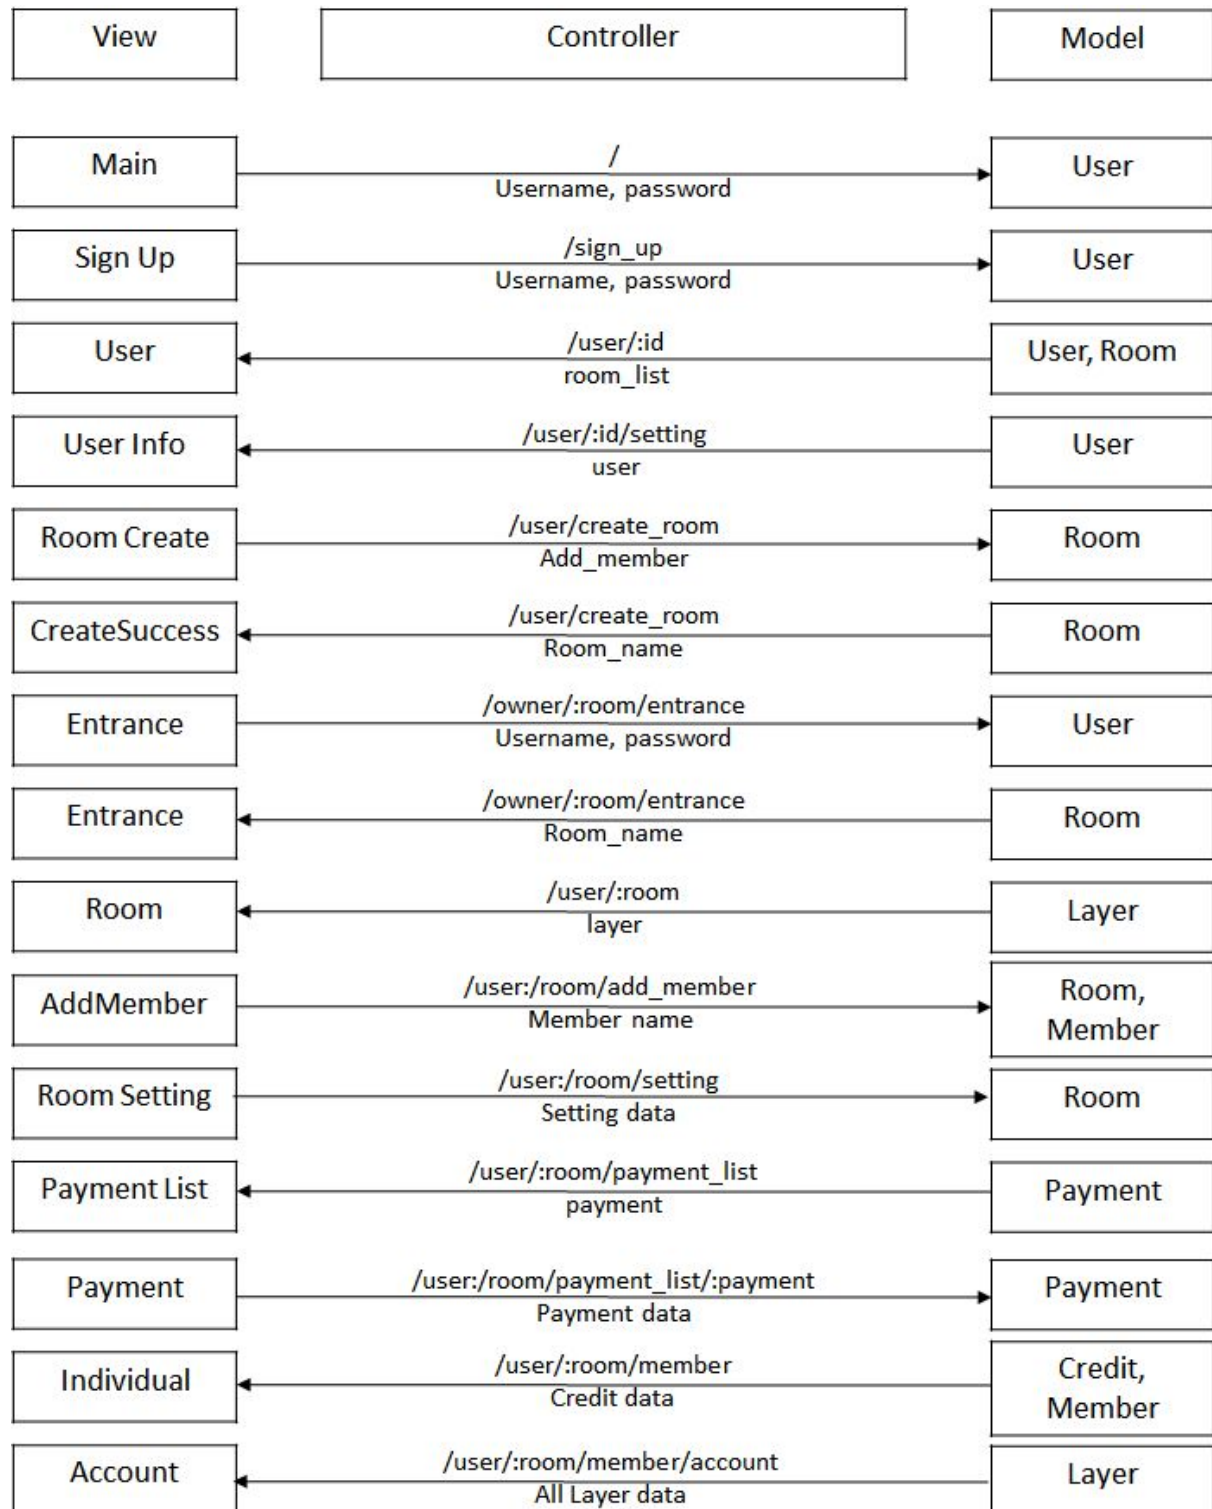 View
Controller
Model
Main
/
Username, password
User
Sign Up
/sign_up
Username, password
User
User
/user/:id
room_list
User, Room
User Info
/user/:id/setting
user
User
Room Create
/user/create_room
Add_member
Room
CreateSuccess
/user/create_room
Room_name
Room
Entrance
/owner/:room/entrance
Username, password
User
Entrance
/owner/:room/entrance
Room_name
Room
Room
/user/:room
layer
Layer
AddMember
/user:/room/add_member
Member name
Room,
Member
Room Setting
/user:/room/setting
Setting data
Room
Payment List
/user/:room/payment_list
payment
Payment
Payment
/user:/room/payment_list/:payment
Payment data
Payment
Individual
/user/:room/member
Credit data
Credit,
Member
Account
/user/:room/member/account
All Layer data
Layer